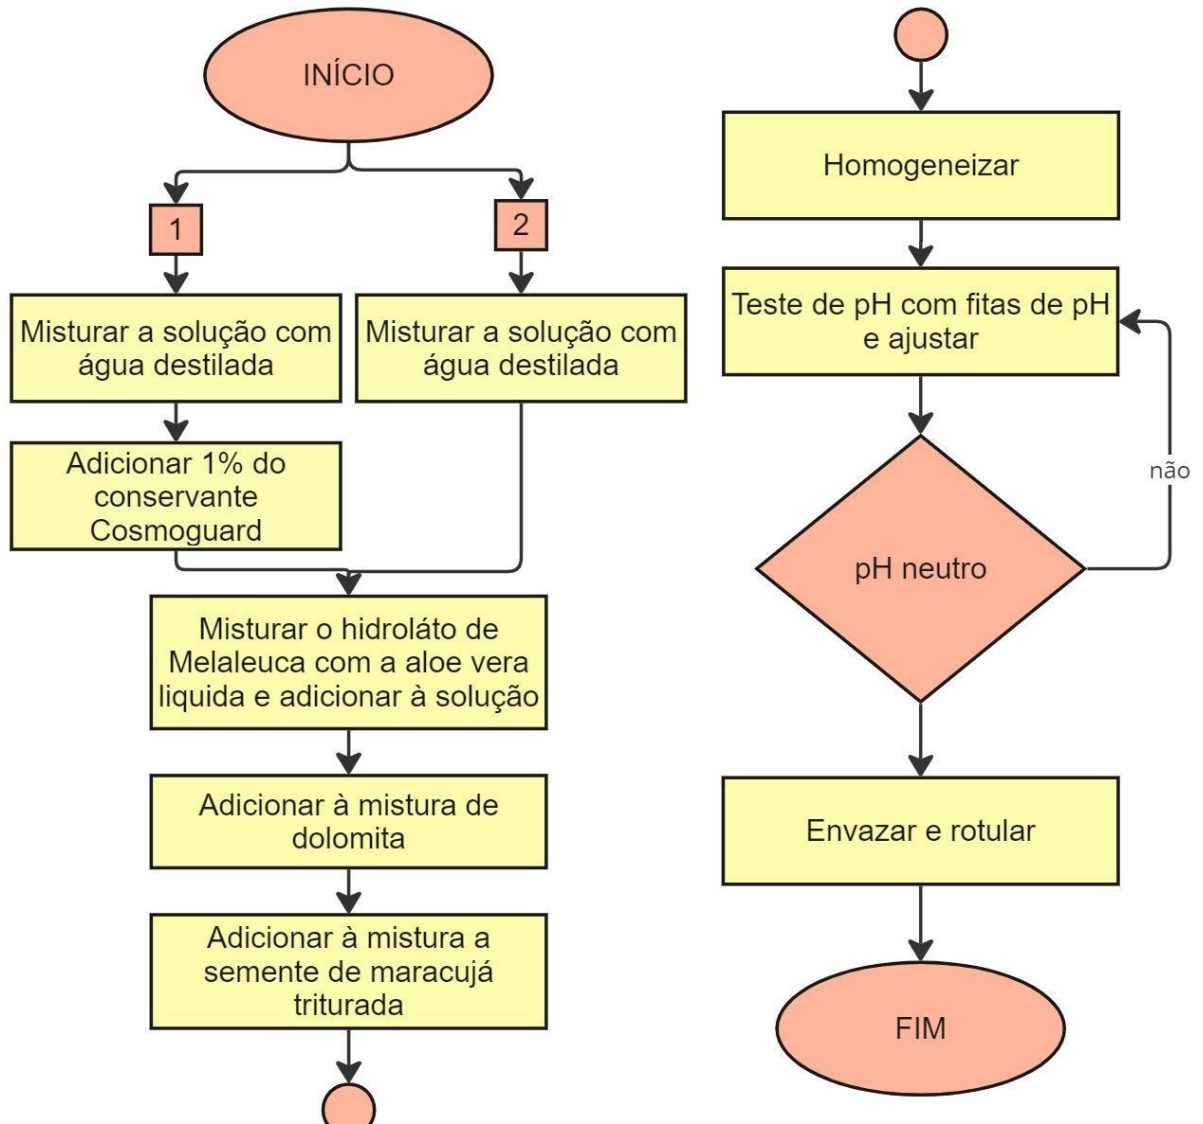 INÍCIO
1
2
Misturar a solução com
água destilada
Misturar a solução com
água destilada
Adicionar 1% do
conservante
Cosmoguard
Misturar o hidroláto de
Melaleuca com a aloe vera
liquida e adicionar à solução
Adicionar à mistura de
dolomita
Adicionar à mistura a
semente de maracujá
triturada
Homogeneizar
Teste de pH com fitas de pH
e ajustar
não
pH neutro
Envazar e rotular
FIM